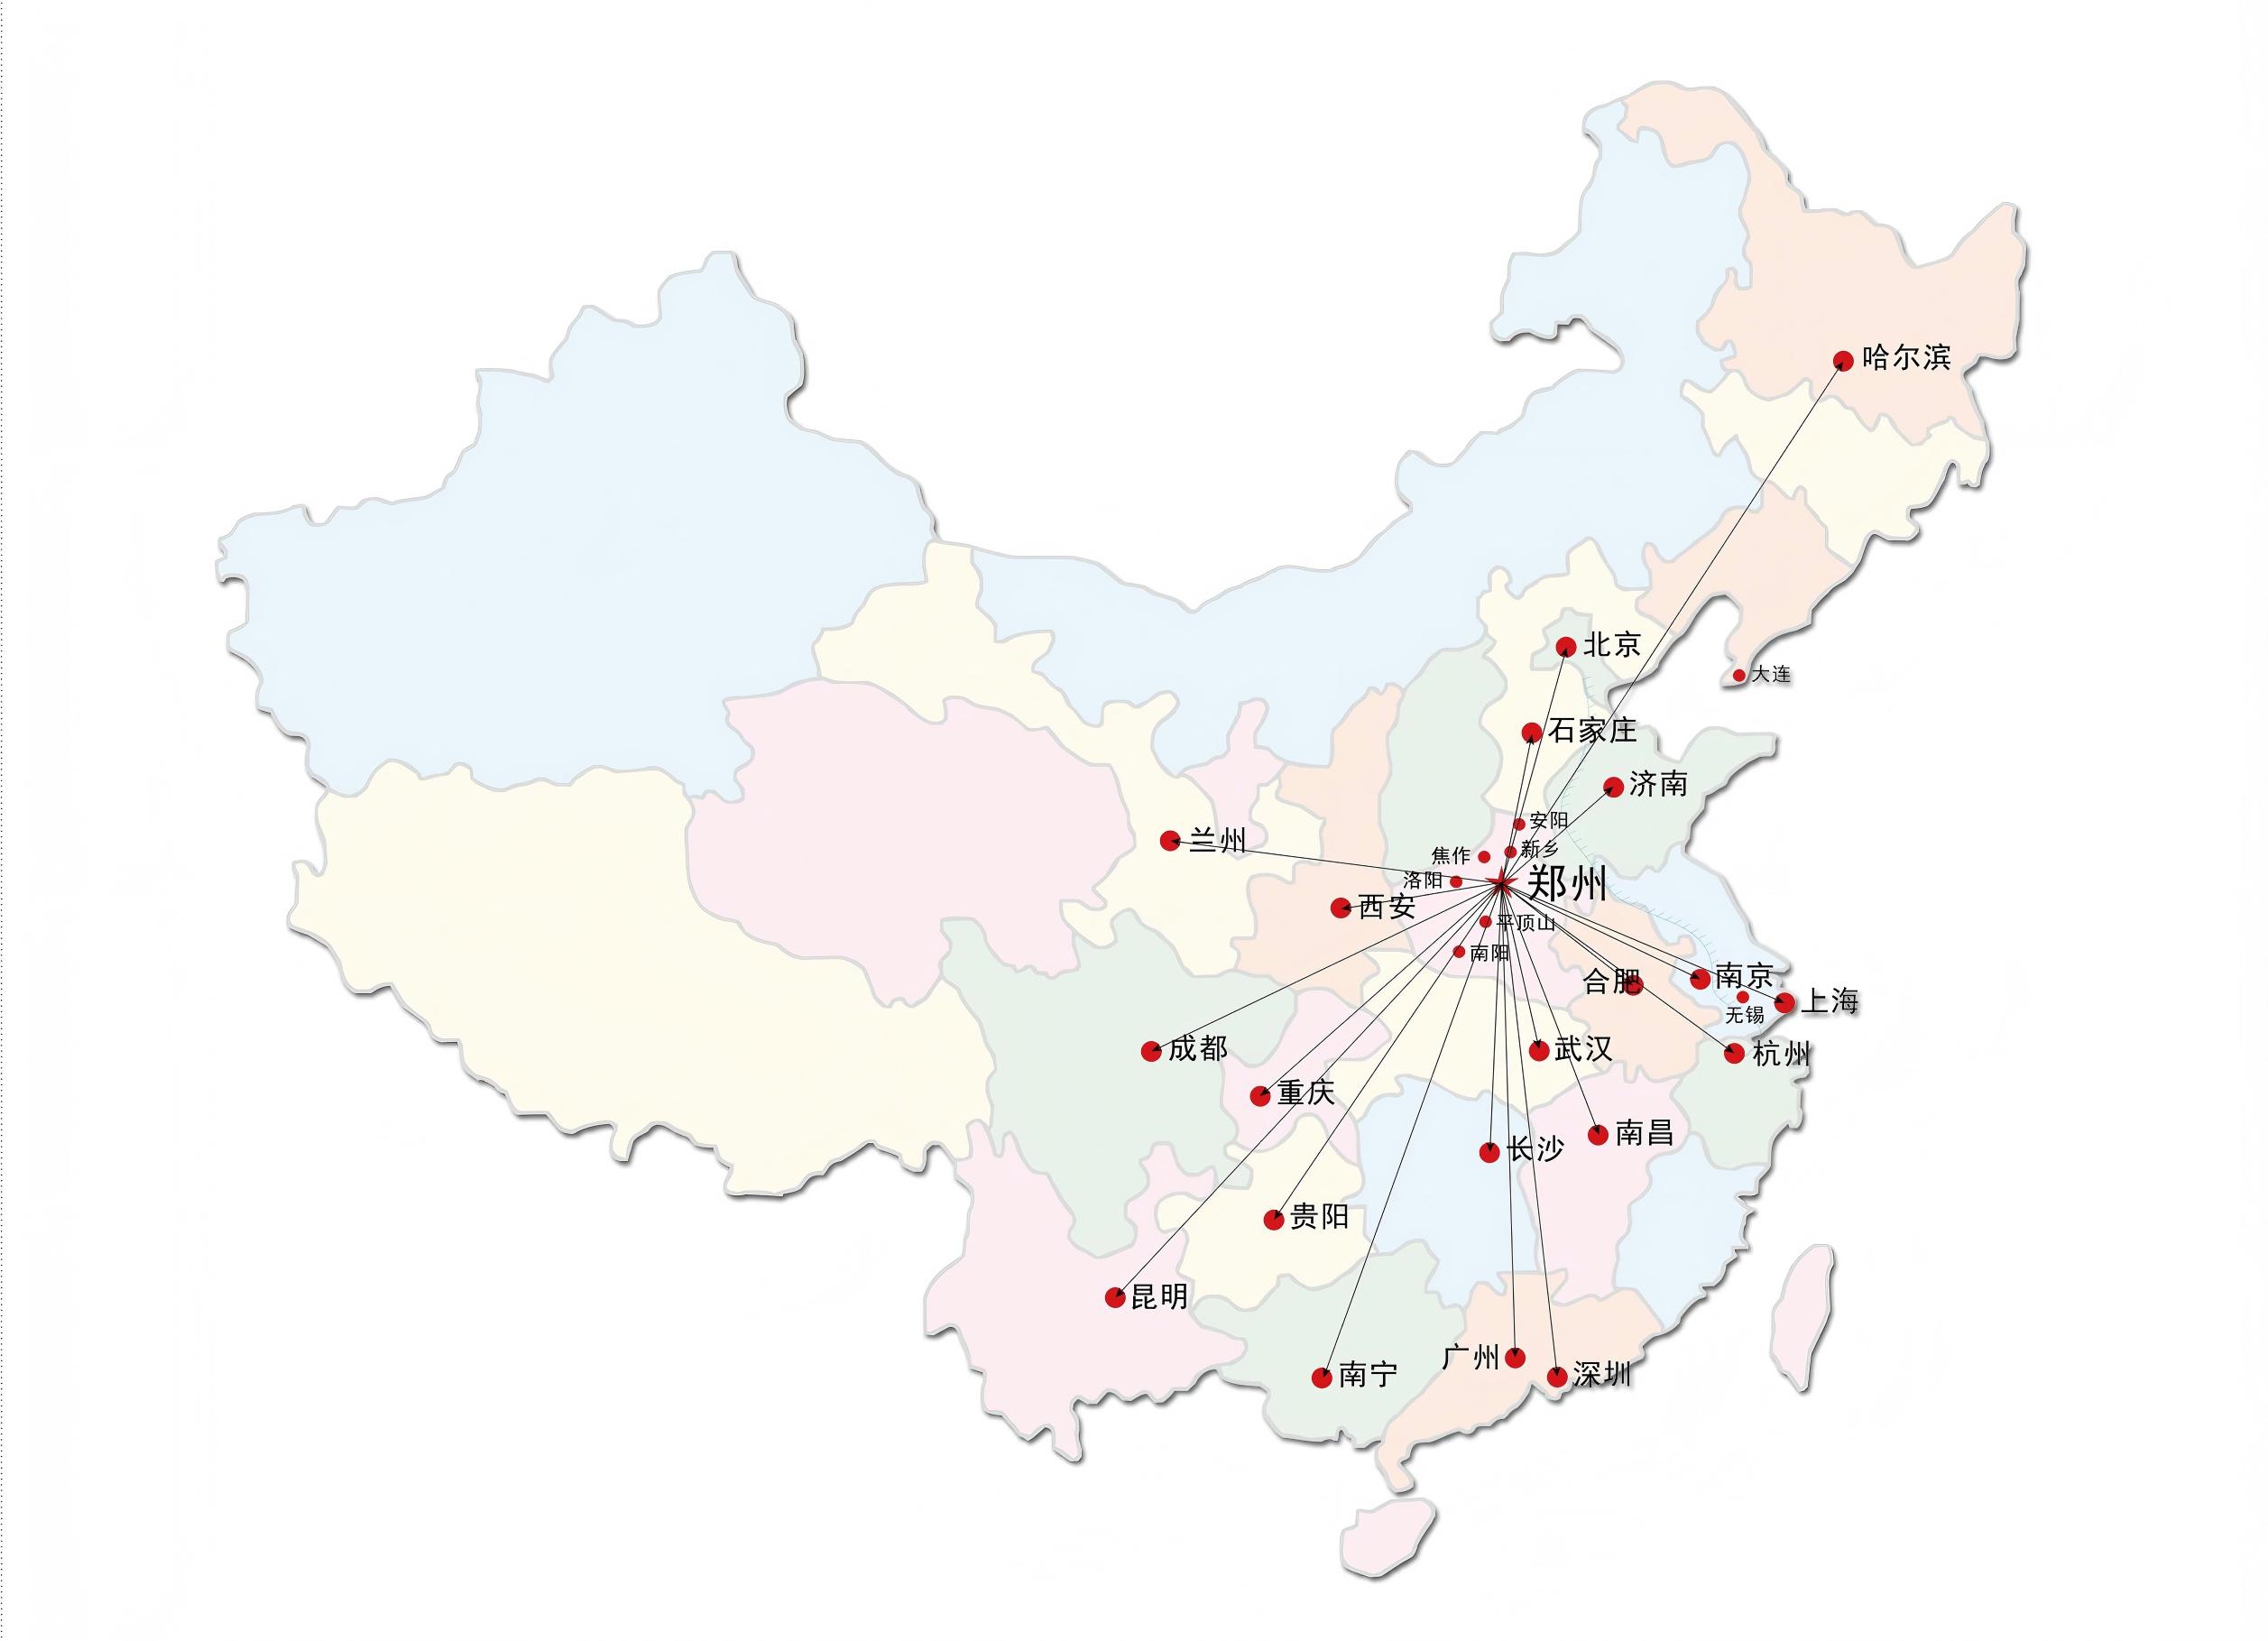 哈尔滨
北京
大连
石家庄
济南
安阳
兰州
新乡
焦作
洛阳
郑州
西安
平顶山
南阳
合肥
南京
上海
无锡
成都
武汉
杭州
重庆
南昌
长沙
贵阳
昆明
广州
南宁
深圳